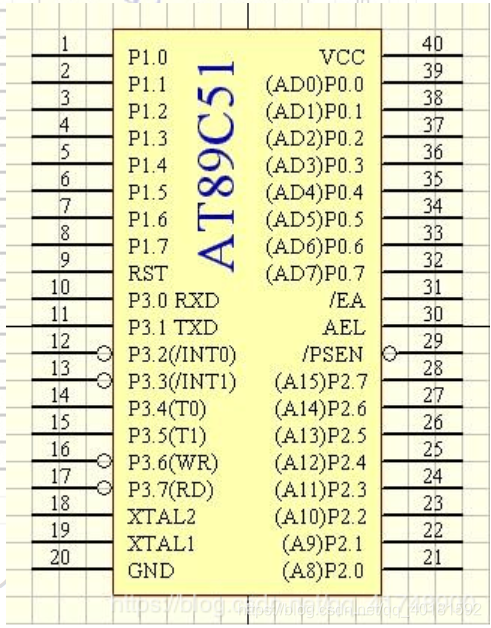 AT89C51
1 P1.0 VCC 40
2 P1.1 (AD0)P0.0 39
3 P1.2 (AD1)P0.1 38
4 P1.3 (AD2)P0.2 37
5 P1.4 (AD3)P0.3 36
6 P1.5 (AD4)P0.4 35
7 P1.6 (AD5)P0.5 34
8 P1.7 (AD6)P0.6 33
9 RST (AD7)P0.7 32
10 P3.0 RXD /EA 31
11 P3.1 TXD AEL 30
12 P3.2(/INT0) /PSEN 29
13 P3.3(/INT1) (A15)P2.7 28
14 P3.4(T0) (A14)P2.6 27
15 P3.5(T1) (A13)P2.5 26
16 P3.6(WR) (A12)P2.4 25
17 P3.7(RD) (A11)P2.3 24
18 XTAL2 (A10)P2.2 23
19 XTAL1 (A9)P2.1 22
20 GND (A8)P2.0 21